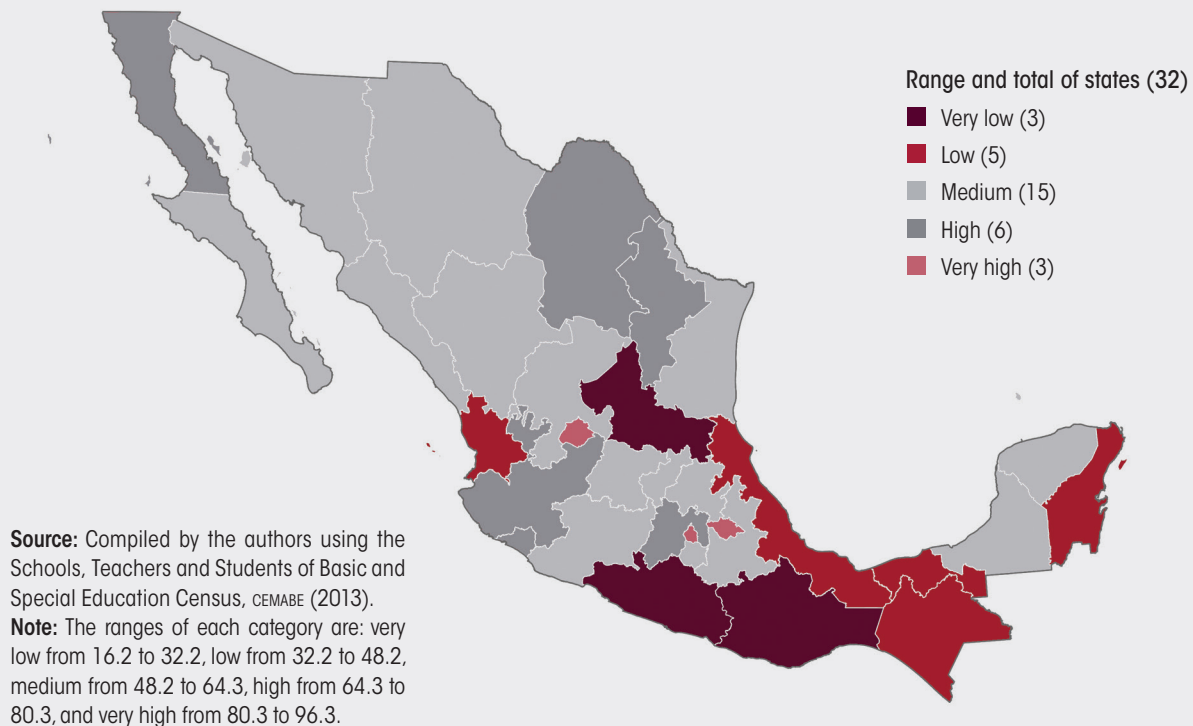 Range and total of states (32)
Very low (3)
Low (5)
Medium (15)
High (6)
Very high (3)
Source: Compiled by the authors using the
Schools, Teachers and Students of Basic and
Special Education Census, CEMABE (2013).
Note: The ranges of each category are: very
low from 16.2 to 32.2, low from 32.2 to 48.2,
medium from 48.2 to 64.3, high from 64.3 to
80.3, and very high from 80.3 to 96.3.